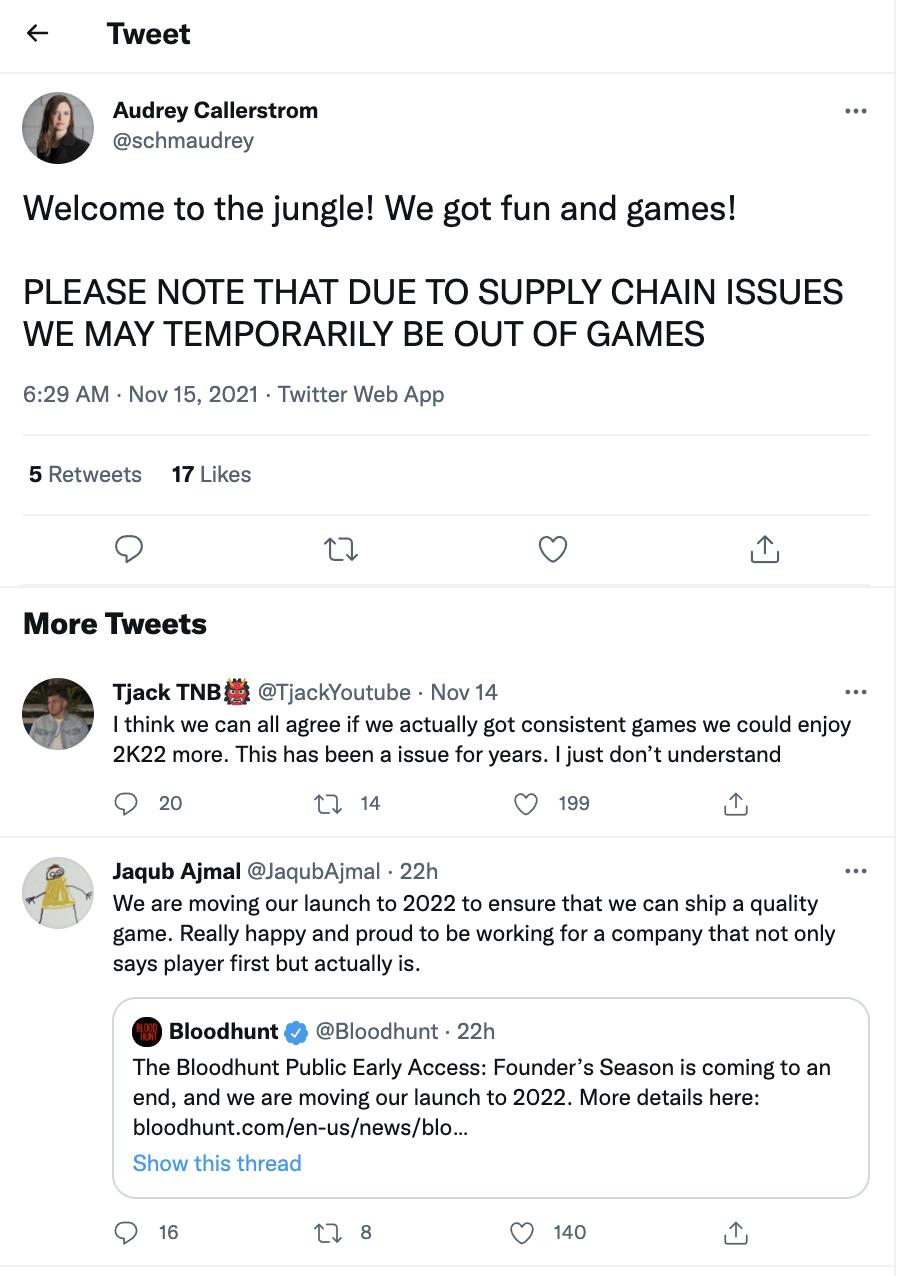 Tweet
Audrey Callerstrom
@schmaudrey
Welcome to the jungle! We got fun and games!
PLEASE NOTE THAT DUE TO SUPPLY CHAIN ISSUES
WE MAY TEMPORARILY BE OUT OF GAMES
6:29 AM · Nov 15, 2021 · Twitter Web App
5 Retweets 17 Likes
More Tweets
Tjack TNB👹 @TjackYoutube · Nov 14
I think we can all agree if we actually got consistent games we could enjoy
2K22 more. This has been a issue for years. I just don’t understand
20 14 199
Jaqub Ajmal @JaqubAjmal · 22h
We are moving our launch to 2022 to ensure that we can ship a quality
game. Really happy and proud to be working for a company that not only
says player first but actually is.
BLOOD
HUNT
Bloodhunt @Bloodhunt · 22h
The Bloodhunt Public Early Access: Founder’s Season is coming to an
end, and we are moving our launch to 2022. More details here:
bloodhunt.com/en-us/news/blo…
Show this thread
16 8 140